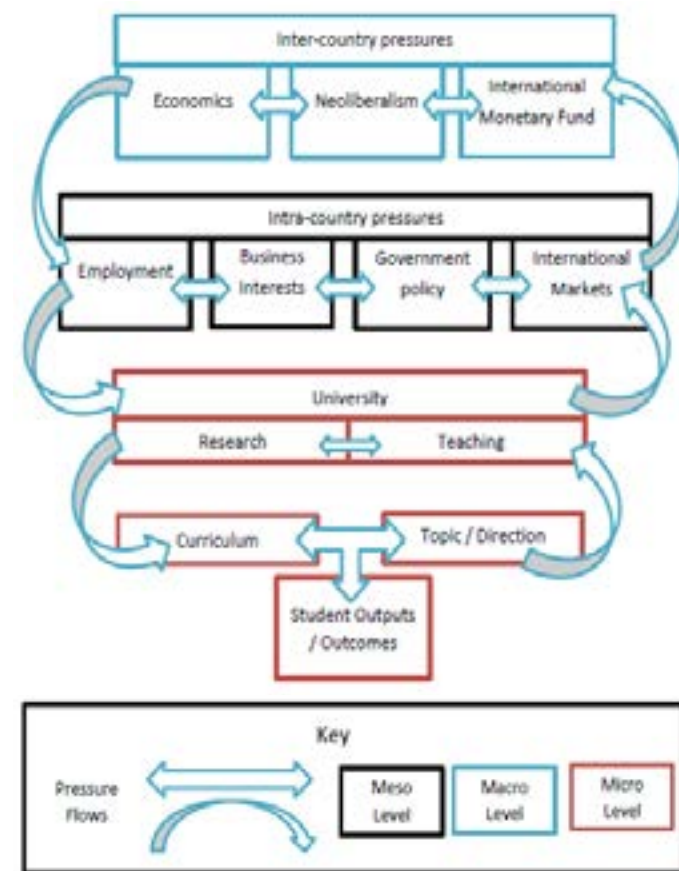 Inter-country pressures
Economics
Neoliberalism
International
Monetary Fund
Intra-country pressures
Employment
Business
Interests
Government
policy
International
Markets
University
Research
Teaching
Curriculum
Topic / Direction
Student Outputs
/ Outcomes
Key
Pressure
Flows
Meso
Level
Macro
Level
Micro
Level